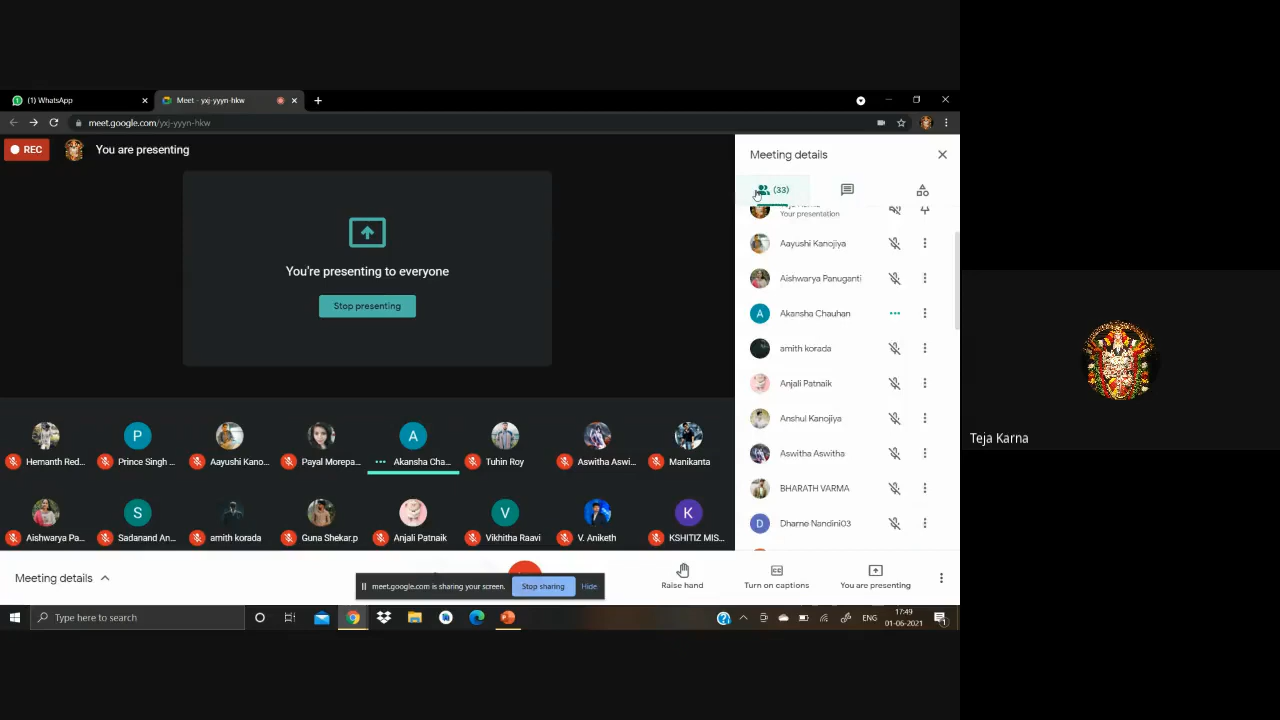 (1) WhatsApp
Meet - yxj-yyyn-hkw
meet.google.com/yxj-yyyn-hkw
REC
You are presenting
You're presenting to everyone
Stop presenting
Hemanth Red...
P
Prince Singh ...
Aayushi Kano...
Payal Morepa...
A
Akansha Cha...
Tuhin Roy
Aswitha Aswi...
Manikanta
Aishwarya Pa...
S
Sadanand An...
amith korada
Guna Shekar.p
Anjali Patnaik
V
Vikhitha Raavi
V. Aniketh
K
KSHITIZ MIS...
Meeting details
(33)
Your presentation
Aayushi Kanojiya
Aishwarya Panuganti
A
Akansha Chauhan
amith korada
Anjali Patnaik
Anshul Kanojiya
Aswitha Aswitha
BHARATH VARMA
D
Dharne Nandini03
Meeting details
meet.google.com is sharing your screen.
Stop sharing
Hide
Raise hand
CC
Turn on captions
You are presenting
Type here to search
ENG
17:49
01-06-2021
1
Teja Karna